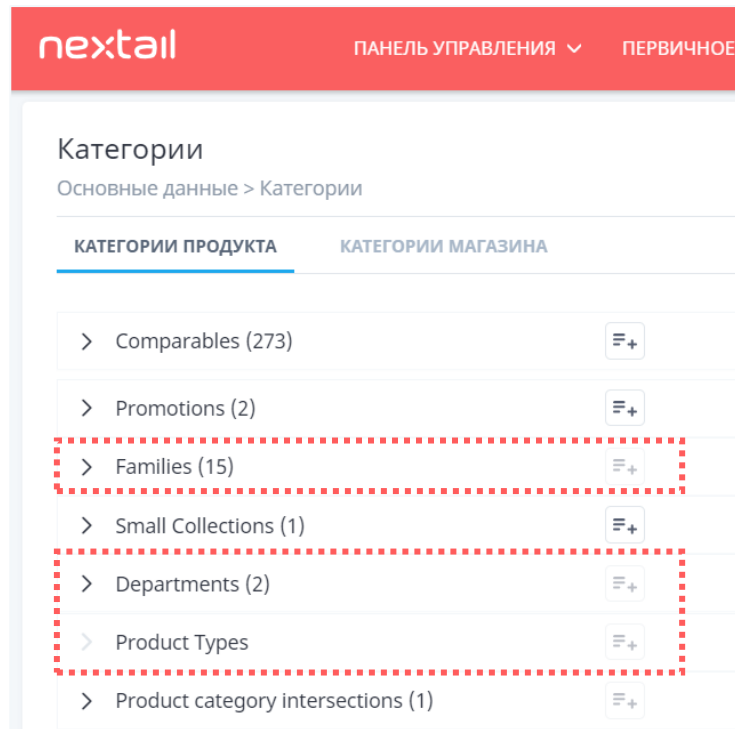 nextail
ПАНЕЛЬ УПРАВЛЕНИЯ ПЕРВИЧНОЕ
Категории
Основные данные > Категории
КАТЕГОРИИ ПРОДУКТА КАТЕГОРИИ МАГАЗИНА
Comparables (273)
Promotions (2)
Families (15)
Small Collections (1)
Departments (2)
Product Types
Product category intersections (1)